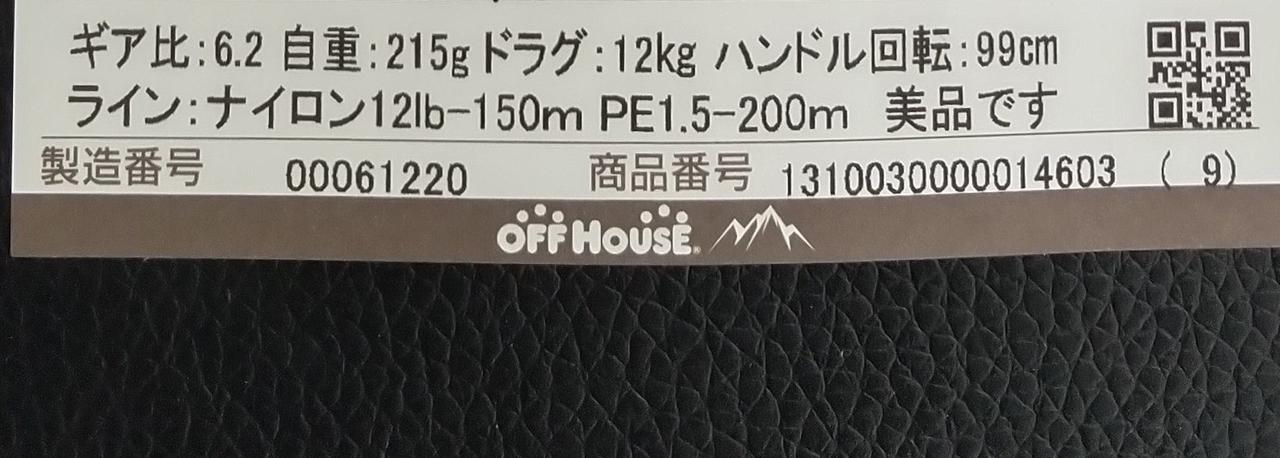 ギア比:6.2 自重:215g ドラグ:12kg ハンドル回転:99cm
ライン:ナイロン12lb-150m PE1.5-200m 美品です
製造番号 00061220 商品番号 1310030000014603 ( 9)
OFF HOUSE